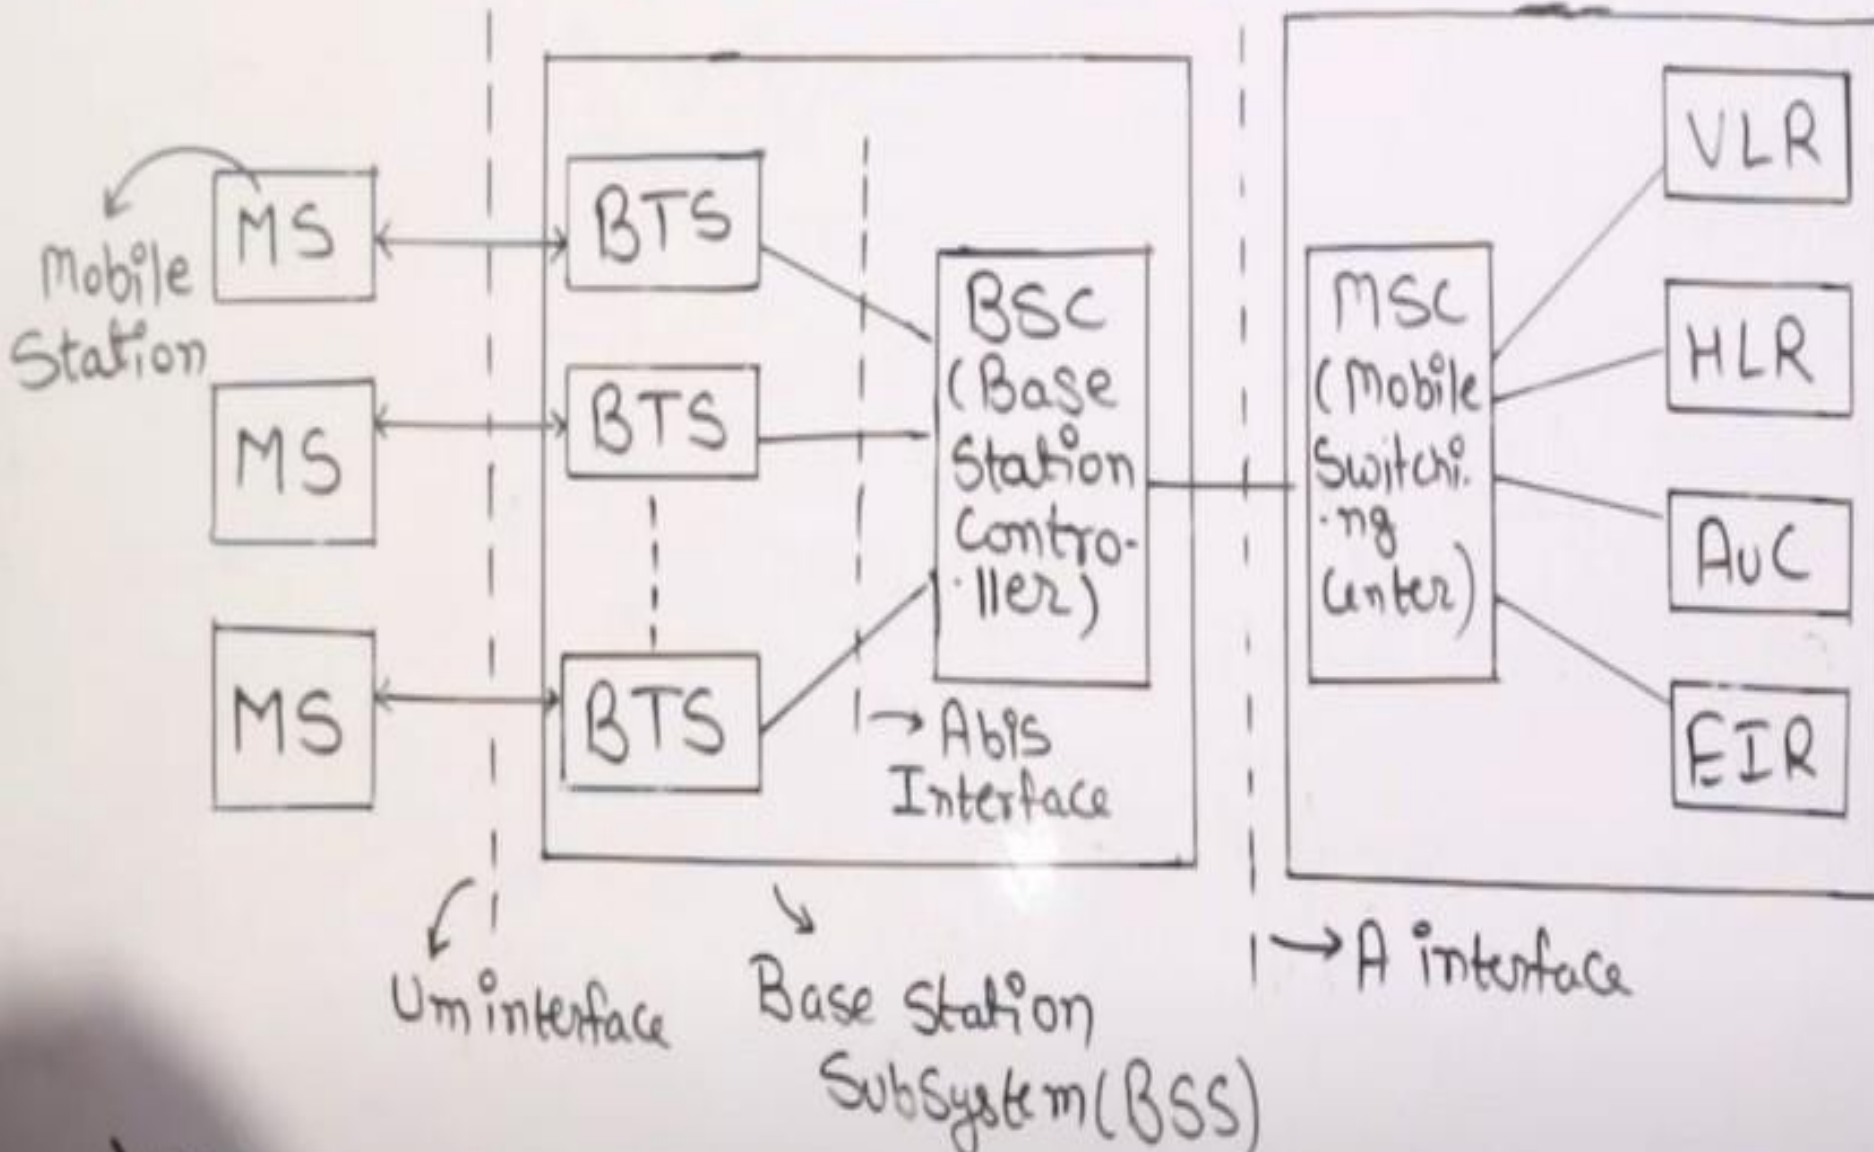 Mobile
Station
MS
MS
MS
BTS
BTS
BTS
BSC
(Base
Station
Contro-
·ller)
→ Abis
Interface
MSC
(Mobile
Switchi.
·ng
Center)
VLR
HLR
AuC
EIR
Um interface
Base Station
SubSystem (BSS)
→ A interface